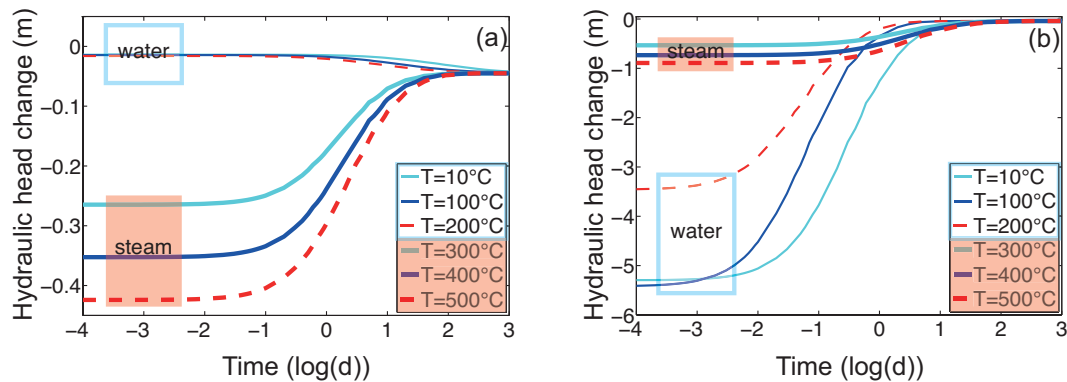 (a)
water
steam
0
−0.1
−0.2
−0.3
−0.4
Hydraulic head change (m)
−4 −3 −2 −1 0 1 2 3
Time (log(d))
T=10°C
T=100°C
T=200°C
T=300°C
T=400°C
T=500°C
(b)
steam
water
0
−1
−2
−3
−4
−5
−6
Hydraulic head change (m)
−4 −3 −2 −1 0 1 2 3
Time (log(d))
T=10°C
T=100°C
T=200°C
T=300°C
T=400°C
T=500°C